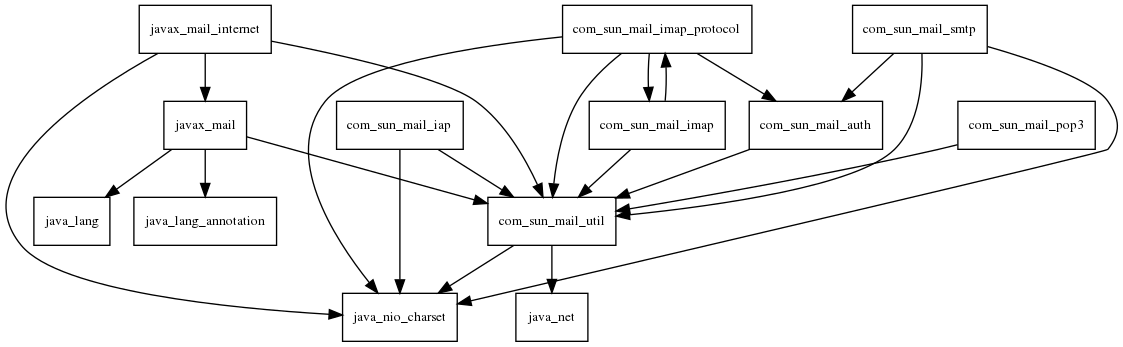 javax_mail_internet
com_sun_mail_imap_protocol
com_sun_mail_smtp
javax_mail
com_sun_mail_iap
com_sun_mail_imap
com_sun_mail_auth
com_sun_mail_pop3
java_lang
java_lang_annotation
com_sun_mail_util
java_nio_charset
java_net